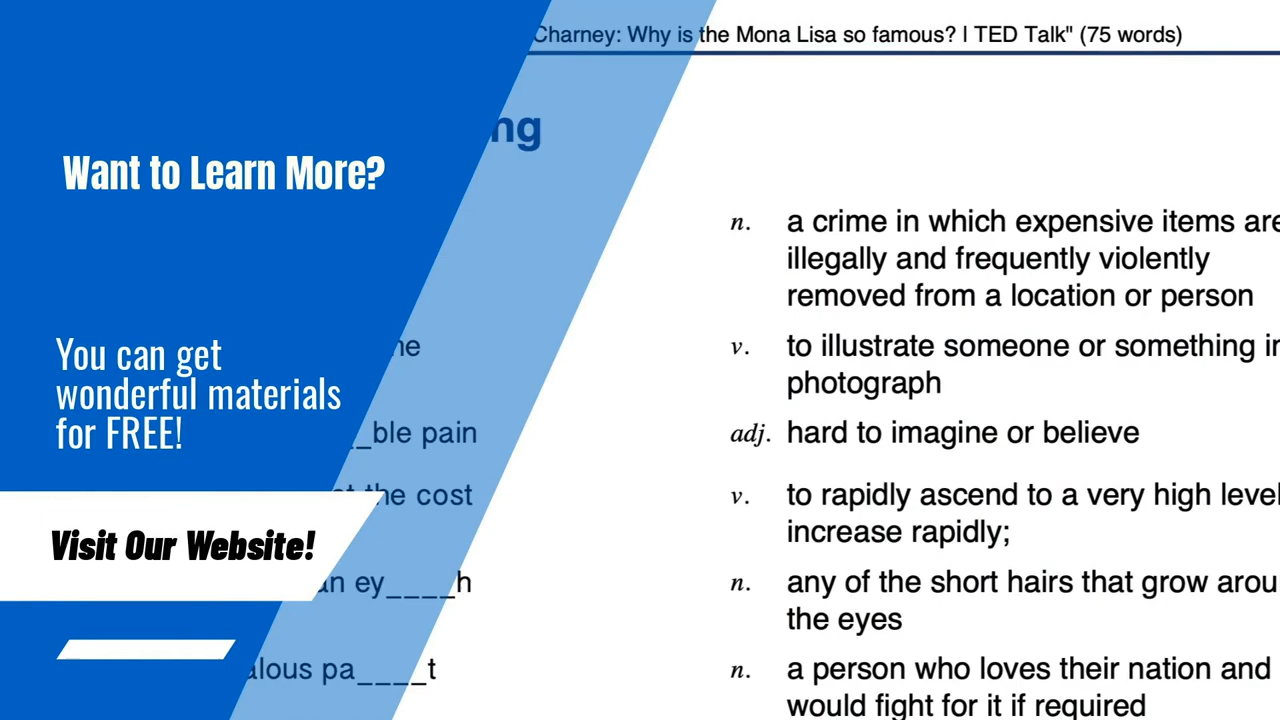 Charney: Why is the Mona Lisa so famous? | TED Talk" (75 words)
ng
Want to Learn More?
You can get
wonderful materials
for FREE!
Visit Our Website!
n. a crime in which expensive items are
illegally and frequently violently
removed from a location or person
he v. to illustrate someone or something in
photograph
_ble pain adj. hard to imagine or believe
the cost v. to rapidly ascend to a very high level
increase rapidly;
an ey____h n. any of the short hairs that grow arou
the eyes
alous pa____t n. a person who loves their nation and
would fight for it if required